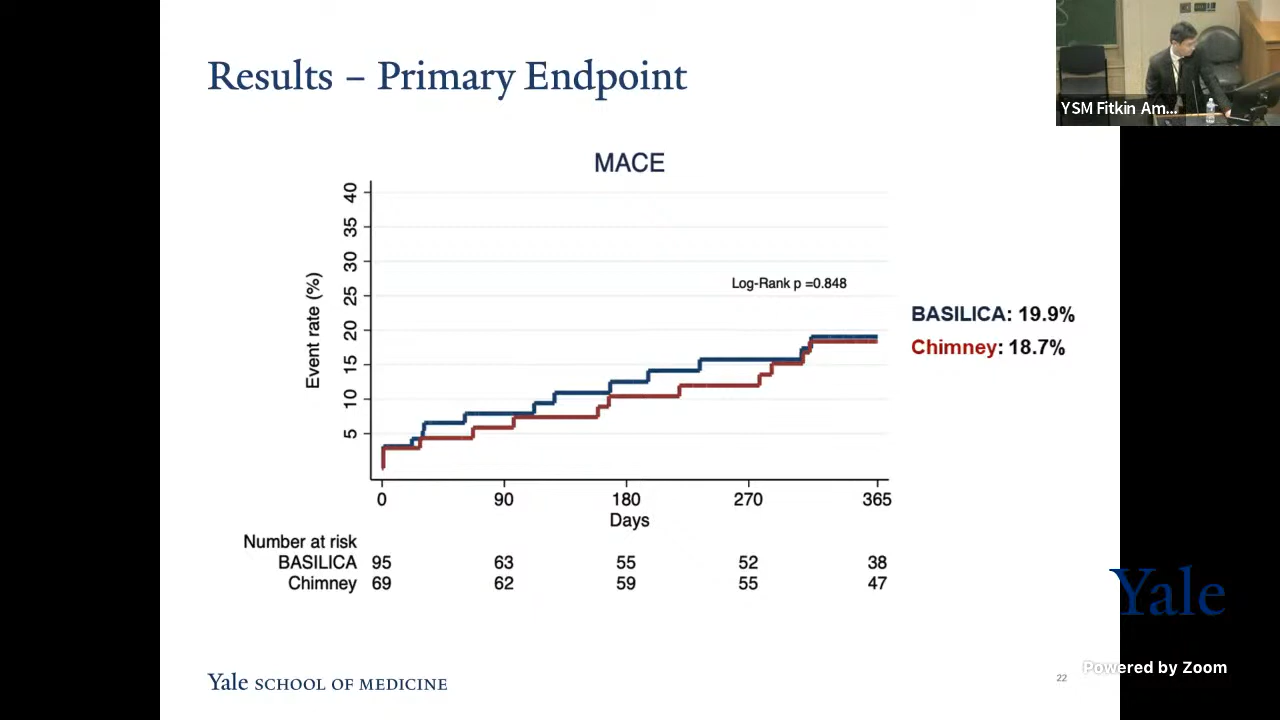 Results – Primary Endpoint
YSM Fitkin Am...
MACE
Event rate (%)
40
35
30
25
20
15
10
5
Log-Rank p =0.848
BASILICA: 19.9%
Chimney: 18.7%
0 90 180 270 365
Days
Number at risk
BASILICA 95 63 55 52 38
Chimney 69 62 59 55 47
Yale
Powered by Zoom
Yale SCHOOL OF MEDICINE
22